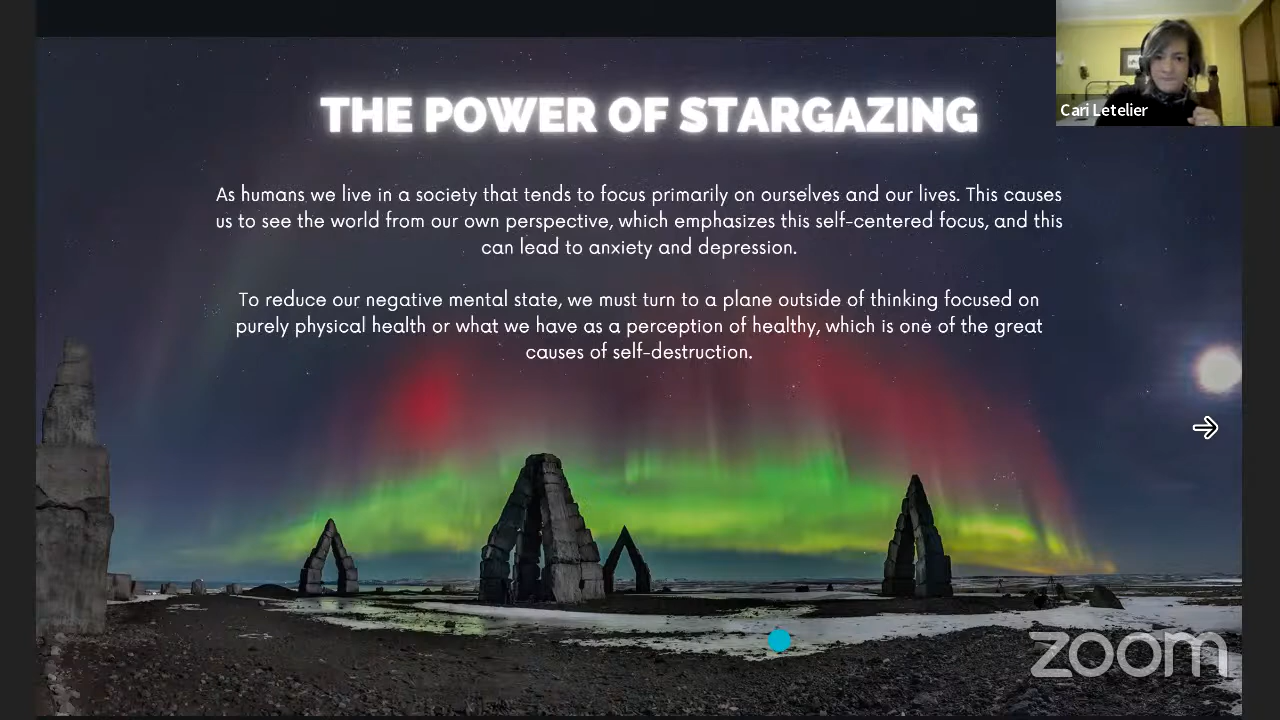 THE POWER OF STARGAZING
Cari Letelier
As humans we live in a society that tends to focus primarily on ourselves and our lives. This causes
us to see the world from our own perspective, which emphasizes this self-centered focus, and this
can lead to anxiety and depression.
To reduce our negative mental state, we must turn to a plane outside of thinking focused on
purely physical health or what we have as a perception of healthy, which is one of the great
causes of self-destruction.
zoom